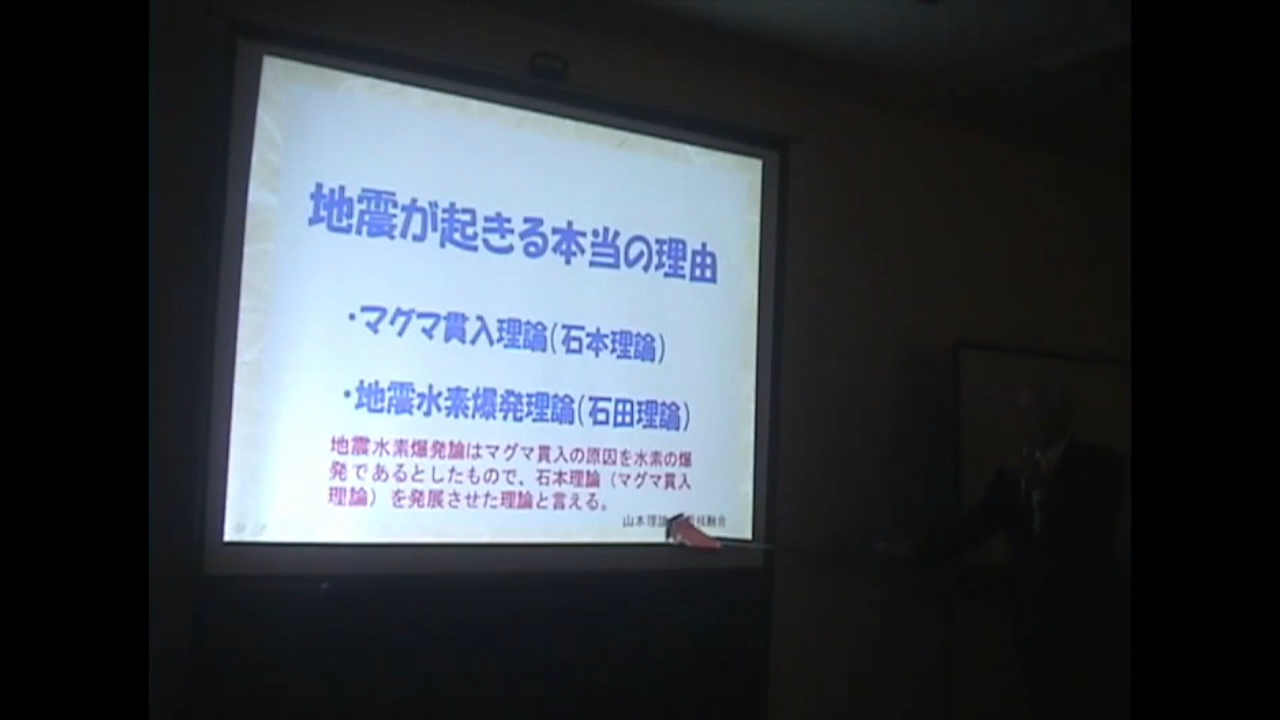 地震が起きる本当の理由
・マグマ貫入理論(石本理論)
・地震水素爆発理論(石田理論)
地震水素爆発論はマグマ貫入の原因を水素の爆
発であるとしたもので、石本理論（マグマ貫入
理論）を発展させた理論と言える。
山本理論 核融合